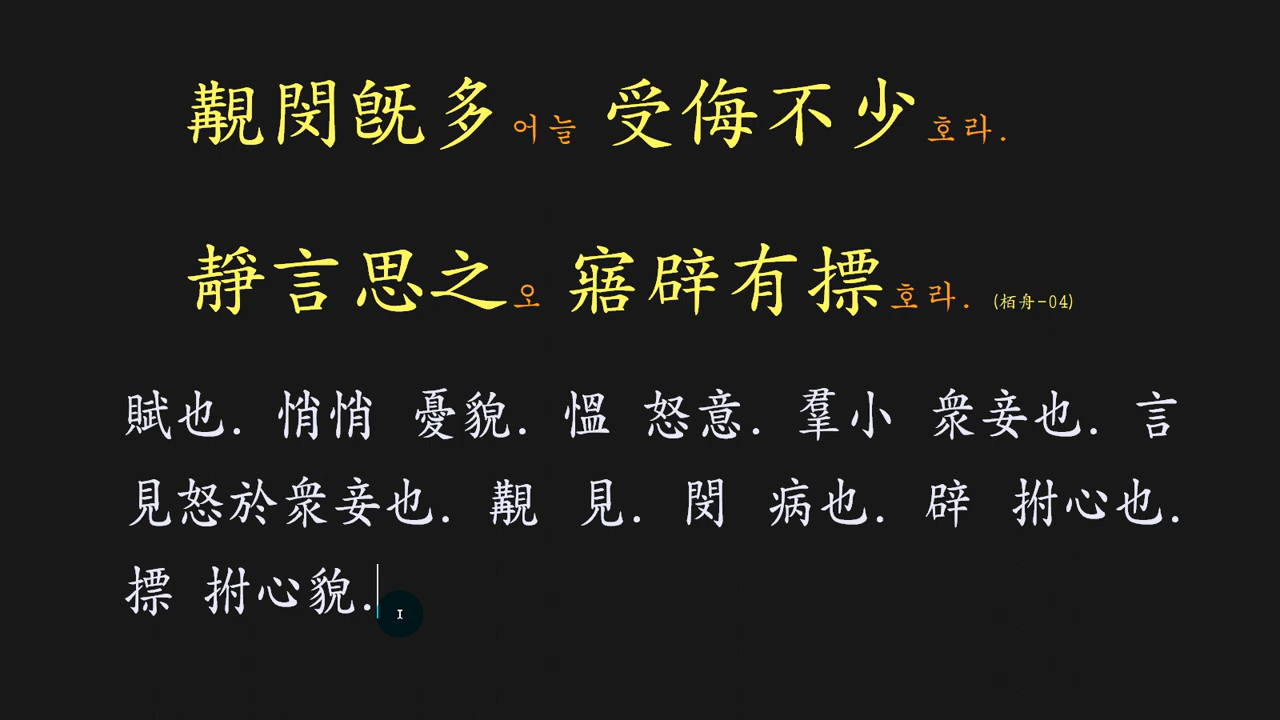 覯閔旣多어늘 受侮不少호라.
靜言思之오 寤辟有摽호라. (栢舟-04)
賦也. 悄悄 憂貌. 慍 怒意. 羣小 衆妾也. 言
見怒於衆妾也. 覯 見. 閔 病也. 辟 拊心也.
摽 拊心貌.